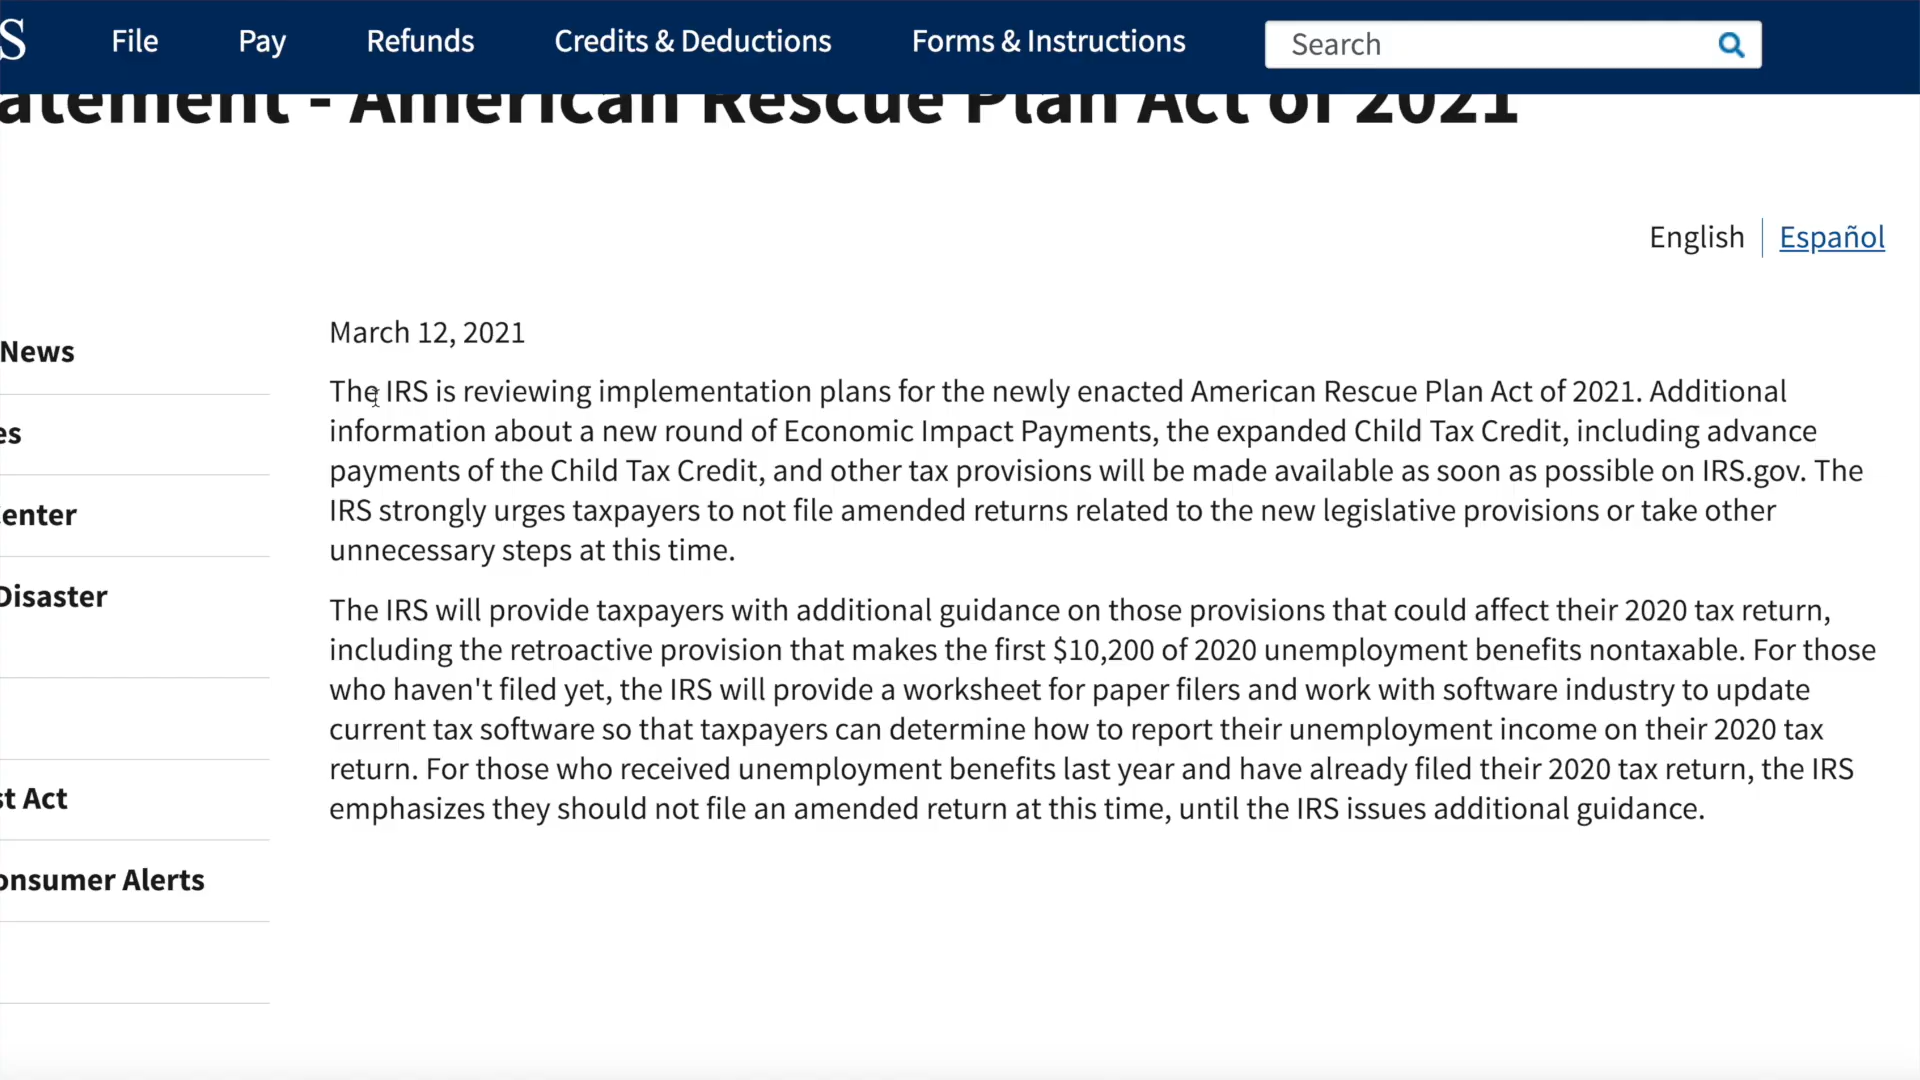 S File Pay Refunds Credits & Deductions Forms & Instructions Search
atement - American Rescue Plan Act of 2021
English Español
News
es
enter
Disaster
st Act
onsumer Alerts
March 12, 2021
The IRS is reviewing implementation plans for the newly enacted American Rescue Plan Act of 2021. Additional
information about a new round of Economic Impact Payments, the expanded Child Tax Credit, including advance
payments of the Child Tax Credit, and other tax provisions will be made available as soon as possible on IRS.gov. The
IRS strongly urges taxpayers to not file amended returns related to the new legislative provisions or take other
unnecessary steps at this time.
The IRS will provide taxpayers with additional guidance on those provisions that could affect their 2020 tax return,
including the retroactive provision that makes the first $10,200 of 2020 unemployment benefits nontaxable. For those
who haven't filed yet, the IRS will provide a worksheet for paper filers and work with software industry to update
current tax software so that taxpayers can determine how to report their unemployment income on their 2020 tax
return. For those who received unemployment benefits last year and have already filed their 2020 tax return, the IRS
emphasizes they should not file an amended return at this time, until the IRS issues additional guidance.